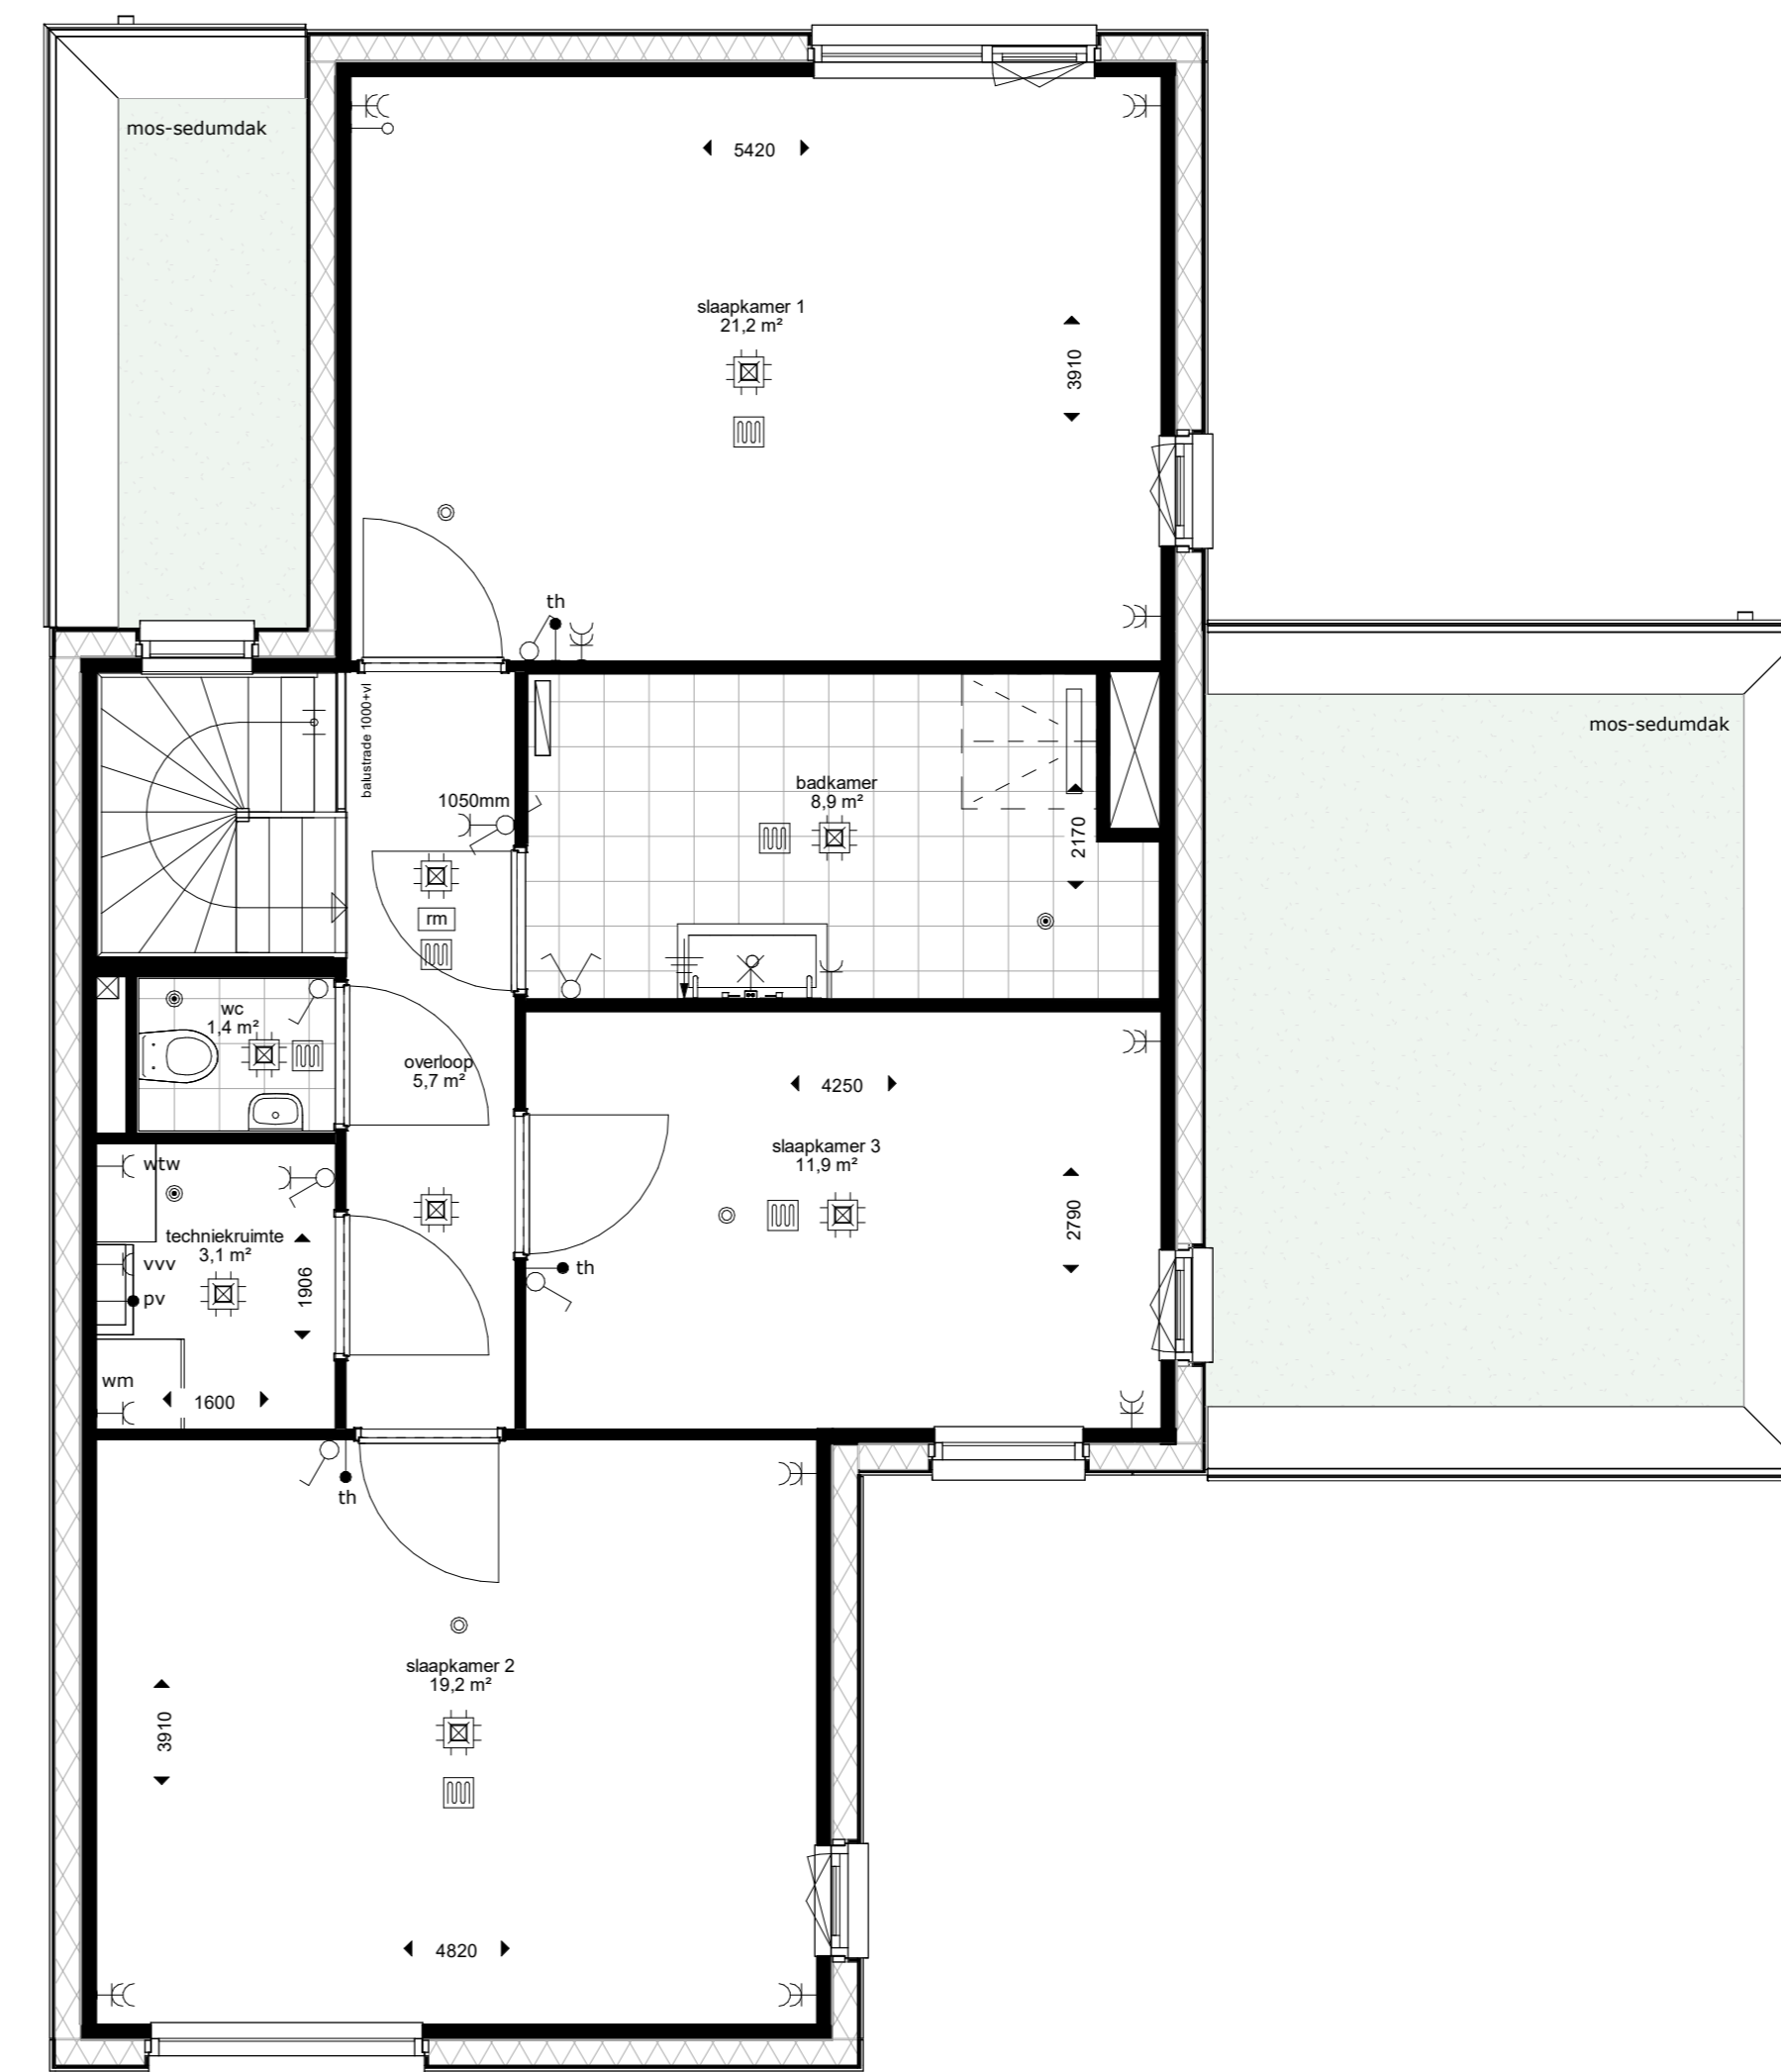 mos-sedumdak
5420
slaapkamer 1
21,2 m²
3910
th
balustrade 1000+vl
mos-sedumdak
1050mm
badkamer
8,9 m²
2170
rm
wc
1,4 m²
overloop
5,7 m²
4250
slaapkamer 3
11,9 m²
2790
wtw
techniekruimte
3,1 m²
vvv
pv
1906
th
wm
1600
th
slaapkamer 2
19,2 m²
3910
4820